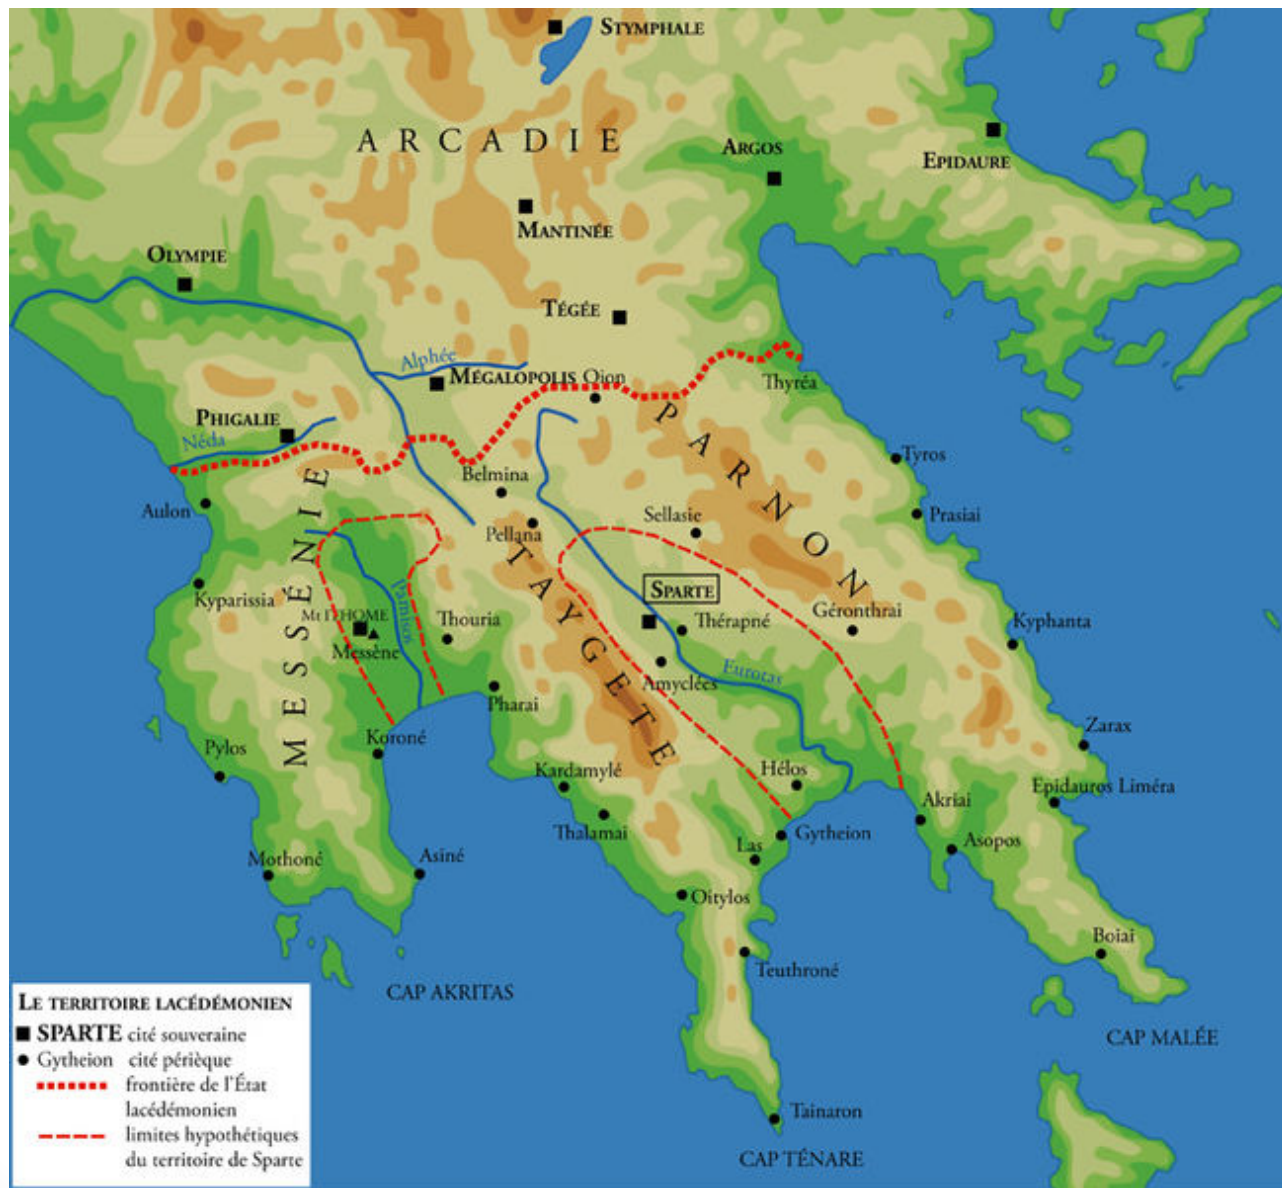 STYMPHALE
ARCADIE
ARGOS
EPIDAURE
MANTINÉE
OLYMPIE
TÉGÉE
Alphée
MÉGALOPOLIS Oion
Thyréa
PHIGALIE
Néda
PARNON
Tyros
Belmina
Aulon
Sellasie
Prasiai
Pellana
MESSÉNIE
TAYGETE
Pamisos
Kyparissia
SPARTE
Mt ITHOME
Thouria
Thérapné
Géronthrai
Kyphanta
Messène
Amyclées
Eurotas
Pharai
Koroné
Zarax
Pylos
Kardamylé
Hélos
Epidauros Liméra
Akriai
Thalamai
Gytheion
Asopos
Las
Mothoné
Asiné
Oitylos
Boiai
Teuthroné
CAP AKRITAS
CAP MALÉE
Tainaron
CAP TÉNARE
LE TERRITOIRE LACÉDÉMONIEN
SPARTE cité souveraine
Gytheion cité périèque
frontière de l'État
lacédémonien
limites hypothétiques
du territoire de Sparte